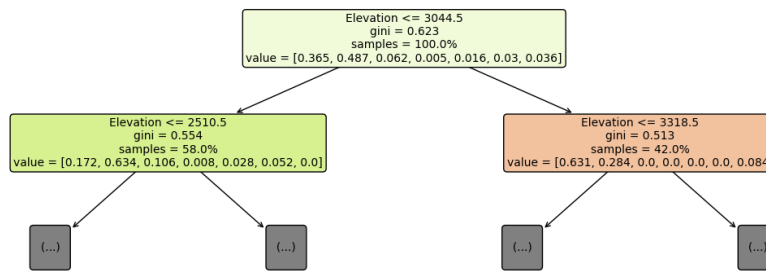 Elevation <= 3044.5
gini = 0.623
samples = 100.0%
value = [0.365, 0.487, 0.062, 0.005, 0.016, 0.03, 0.036]
Elevation <= 2510.5
gini = 0.554
samples = 58.0%
value = [0.172, 0.634, 0.106, 0.008, 0.028, 0.052, 0.0]
Elevation <= 3318.5
gini = 0.513
samples = 42.0%
value = [0.631, 0.284, 0.0, 0.0, 0.0, 0.0, 0.084
(...)
(...)
(...)
(...)